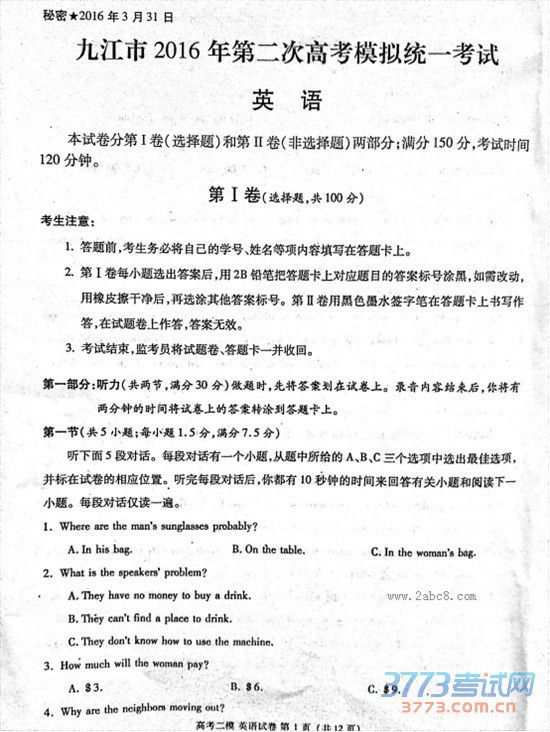 秘密★2016年3月31日
九江市2016年第二次高考模拟统一考试
英 语
本试卷分第Ⅰ卷(选择题)和第Ⅱ卷(非选择题)两部分;满分150分,考试时间
120分钟。
第Ⅰ卷(选择题,共100分)
考生注意:
1. 答题前,考生务必将自己的学号、姓名等项内容填写在答题卡上。
2. 第Ⅰ卷每小题选出答案后,用2B铅笔把答题卡上对应题目的答案标号涂黑,如需改动,
用橡皮擦干净后,再选涂其他答案标号。第Ⅱ卷用黑色墨水签字笔在答题卡上书写作
答,在试题卷上作答,答案无效。
3. 考试结束,监考员将试题卷、答题卡一并收回。
第一部分:听力(共两节,满分30分)做题时,先将答案划在试卷上。录音内容结束后,你将有
两分钟的时间将试卷上的答案转涂到答题卡上。
第一节(共5小题;每小题1.5分,满分7.5分)
听下面5段对话。每段对话有一个小题,从题中所给的A、B、C三个选项中选出最佳选项,
并标在试卷的相应位置。听完每段对话后,你都有10秒钟的时间来回答有关小题和阅读下一
小题。每段对话仅读一遍。
1. Where are the man's sunglasses probably?
A. In his bag. B. On the table. C. In the woman's bag.
2. What is the speakers' problem?
A. They have no money to buy a drink.
www.2abc8.com
B. They can't find a place to drink.
C. They don't know how to use the machine.
3. How much will the woman pay?
A. $3. B. $6. C. $9.
3773考试网
4. Why are the neighbors moving out?
www.3773.com.cn
高考二模 英语试卷 第1页(共12页)